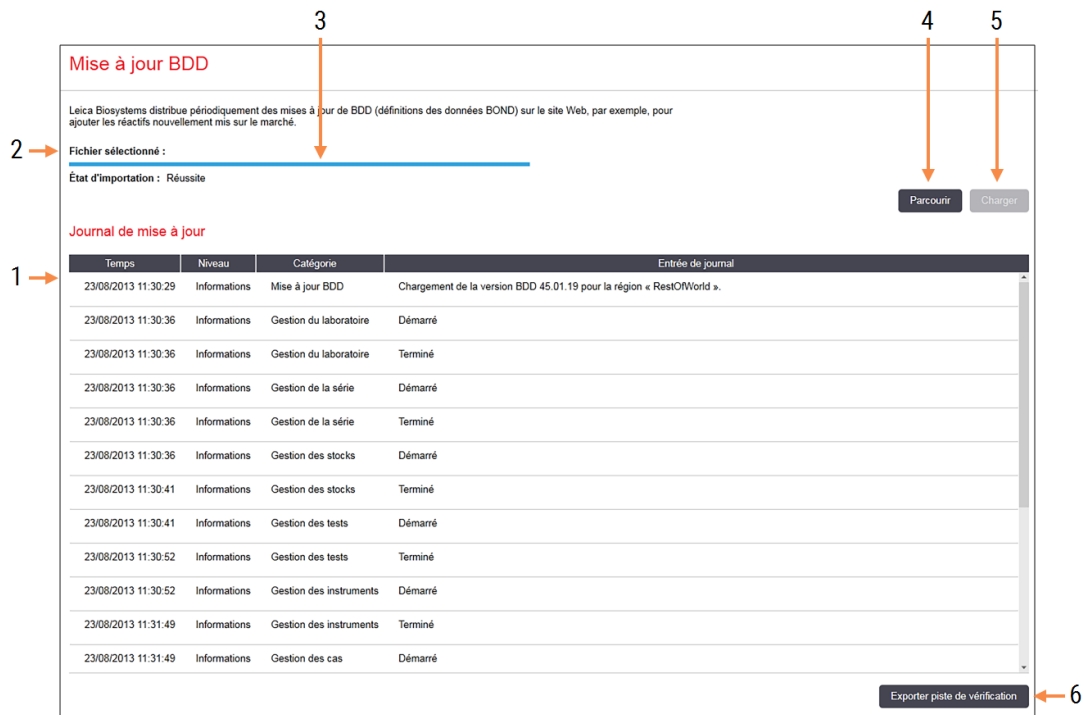 3
4
5
Mise à jour BDD
Leica Biosystems distribue périodiquement des mises à jour de BDD (définitions des données BOND) sur le site Web, par exemple, pour
ajouter les réactifs nouvellement mis sur le marché.
2
Fichier sélectionné :
État d'importation : Réussite
Parcourir
Charger
Journal de mise à jour
Temps Niveau Catégorie Entrée de journal
1
23/08/2013 11:30:29 Informations Mise à jour BDD Chargement de la version BDD 45.01.19 pour la région « RestOfWorld ».
23/08/2013 11:30:36 Informations Gestion du laboratoire Démarré
23/08/2013 11:30:36 Informations Gestion du laboratoire Terminé
23/08/2013 11:30:36 Informations Gestion de la série Démarré
23/08/2013 11:30:36 Informations Gestion de la série Terminé
23/08/2013 11:30:36 Informations Gestion des stocks Démarré
23/08/2013 11:30:41 Informations Gestion des stocks Terminé
23/08/2013 11:30:41 Informations Gestion des tests Démarré
23/08/2013 11:30:52 Informations Gestion des tests Terminé
23/08/2013 11:30:52 Informations Gestion des instruments Démarré
23/08/2013 11:31:49 Informations Gestion des instruments Terminé
23/08/2013 11:31:49 Informations Gestion des cas Démarré
Exporter piste de vérification
6